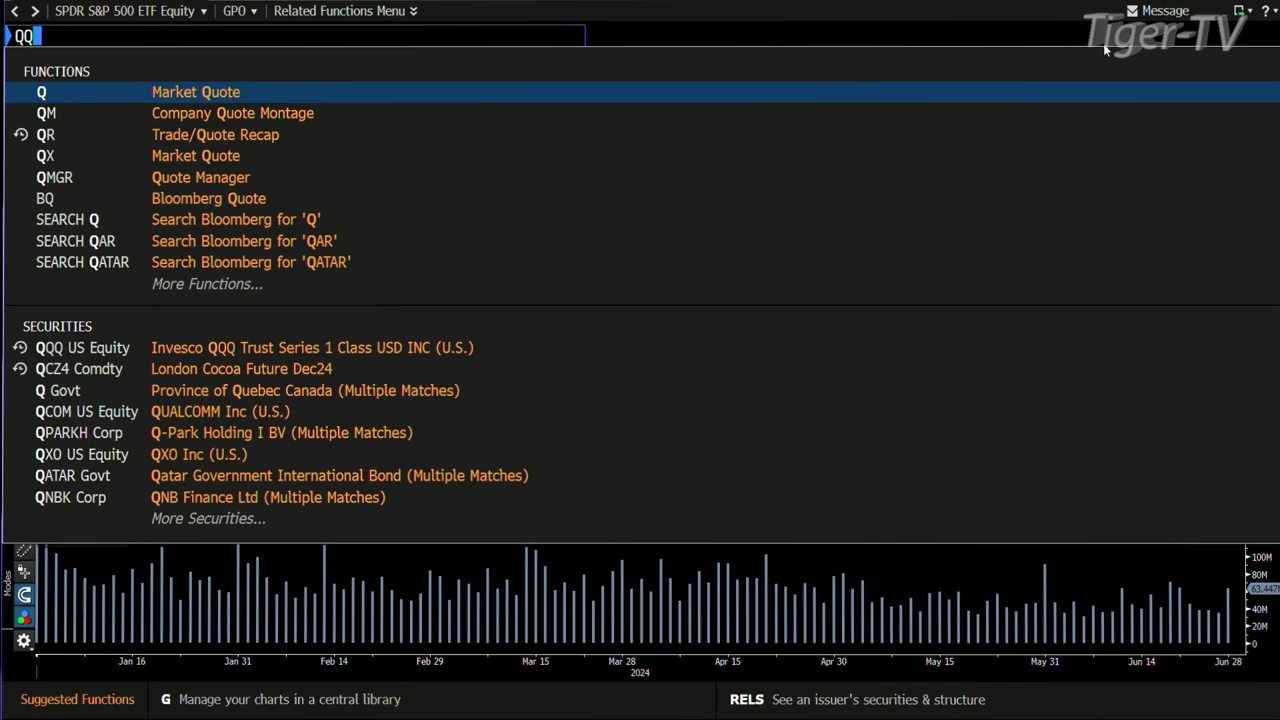 SPDR S&P 500 ETF Equity GPO Related Functions Menu Message ?
Tiger-TV
QQ
FUNCTIONS
Q Market Quote
QM Company Quote Montage
QR Trade/Quote Recap
QX Market Quote
QMGR Quote Manager
BQ Bloomberg Quote
SEARCH Q Search Bloomberg for 'Q'
SEARCH QAR Search Bloomberg for 'QAR'
SEARCH QATAR Search Bloomberg for 'QATAR'
More Functions...
SECURITIES
QQQ US Equity Invesco QQQ Trust Series 1 Class USD INC (U.S.)
QCZ4 Comdty London Cocoa Future Dec24
Q Govt Province of Quebec Canada (Multiple Matches)
QCOM US Equity QUALCOMM Inc (U.S.)
QPARKH Corp Q-Park Holding I BV (Multiple Matches)
QXO US Equity QXO Inc (U.S.)
QATAR Govt Qatar Government International Bond (Multiple Matches)
QNBK Corp QNB Finance Ltd (Multiple Matches)
More Securities...
Modes
100M
80M
63.447M
40M
20M
0
Jan 16 Jan 31 Feb 14 Feb 29 Mar 15 Mar 28 Apr 15 Apr 30 May 15 May 31 Jun 14 Jun 28
2024
Suggested Functions G Manage your charts in a central library RELS See an issuer's securities & structure